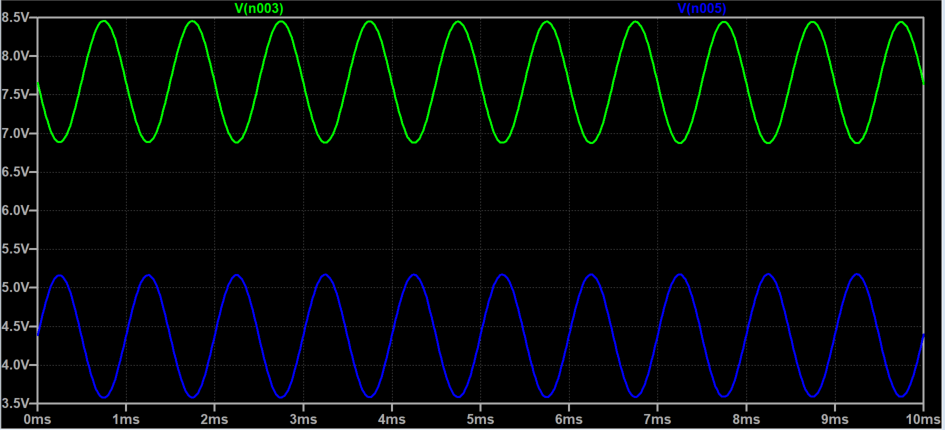 V(n003) V(n005)
8.5V
8.0V
7.5V
7.0V
6.5V
6.0V
5.5V
5.0V
4.5V
4.0V
3.5V
0ms 1ms 2ms 3ms 4ms 5ms 6ms 7ms 8ms 9ms 10ms